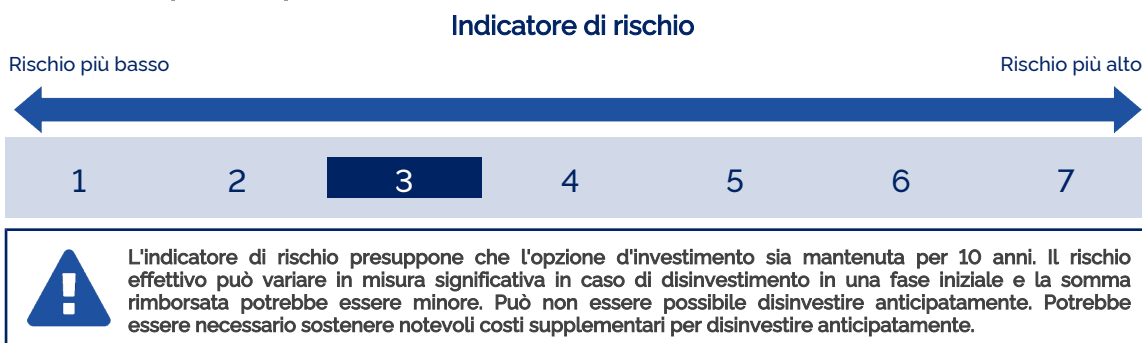 Indicatore di rischio
Rischio più basso
Rischio più alto
1 2 3 4 5 6 7
L'indicatore di rischio presuppone che l'opzione d'investimento sia mantenuta per 10 anni. Il rischio
effettivo può variare in misura significativa in caso di disinvestimento in una fase iniziale e la somma
rimborsata potrebbe essere minore. Può non essere possibile disinvestire anticipatamente. Potrebbe
essere necessario sostenere notevoli costi supplementari per disinvestire anticipatamente.